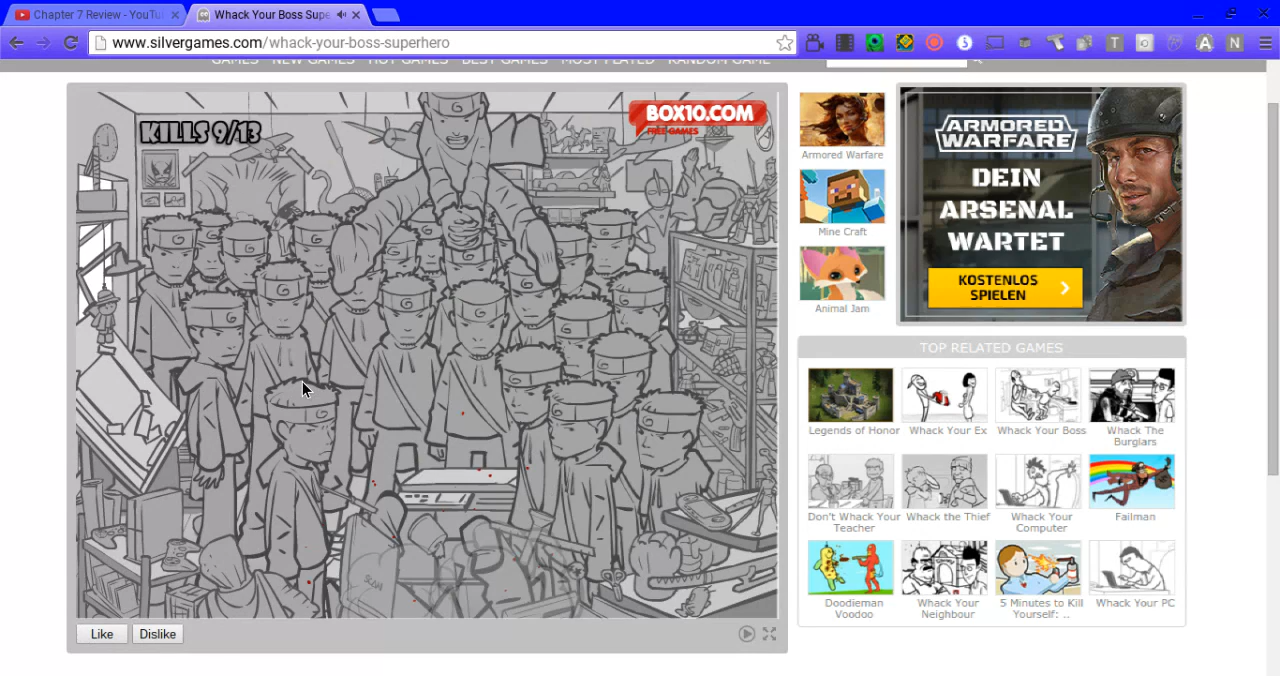 Chapter 7 Review - YouTu
Whack Your Boss Supe
www.silvergames.com/whack-your-boss-superhero
GAMES NEW GAMES HOT GAMES BEST GAMES MOST PLAYED RANDOM GAME
KILLS 9/13
BOX10.COM
FREE GAMES
SLAM
Like
Dislike
Armored Warfare
Mine Craft
Animal Jam
ARMORED
WARFARE
DEIN
ARSENAL
WARTET
KOSTENLOS
SPIELEN
TOP RELATED GAMES
Legends of Honor
Whack Your Ex
Whack Your Boss
Whack The
Burglars
Don't Whack Your
Teacher
Whack the Thief
Whack Your
Computer
Failman
Doodieman
Voodoo
Whack Your
Neighbour
5 Minutes to Kill
Yourself: ..
Whack Your PC